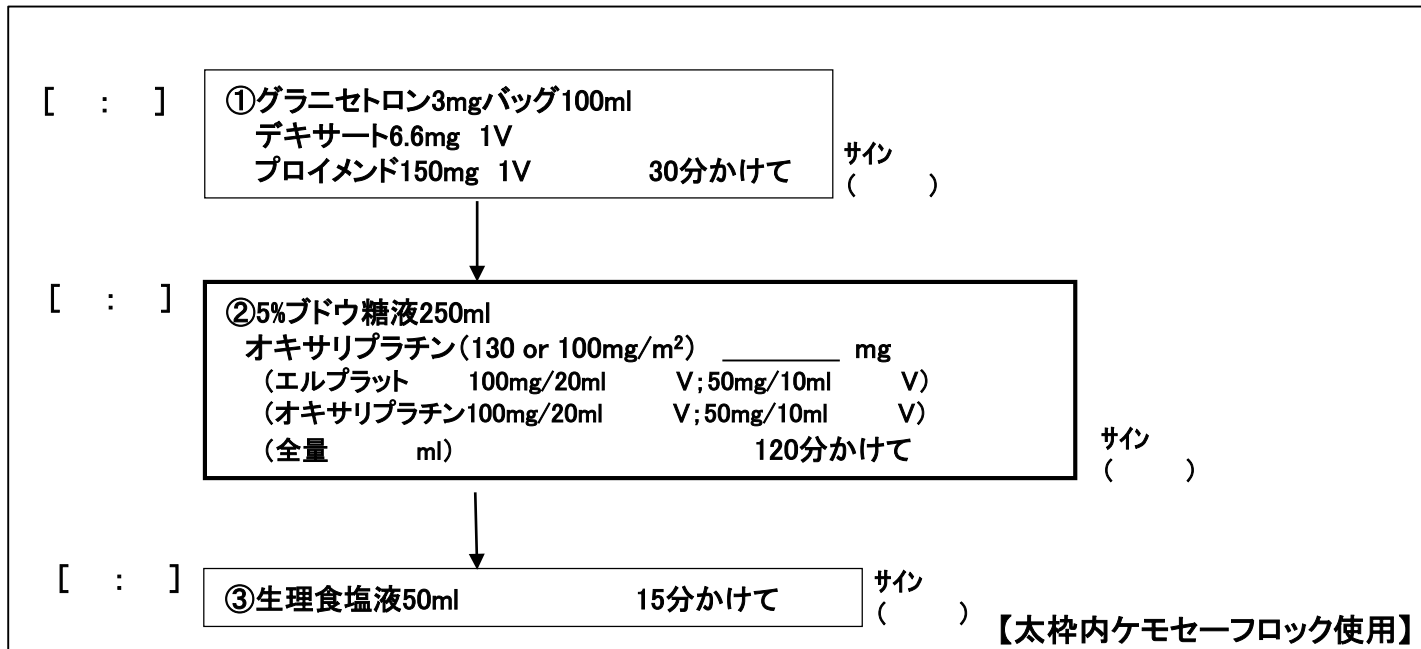 [ : ] ①グラニセトロン3mgバッグ100ml
デキサート6.6mg 1V
プロイメンド150mg 1V 30分かけて
サイン
( )
[ : ] ②5%ブドウ糖液250ml
オキサリプラチン(130 or 100mg/m²) ________ mg
(エルプラット 100mg/20ml V;50mg/10ml V)
(オキサリプラチン100mg/20ml V;50mg/10ml V)
(全量 ml) 120分かけて
サイン
( )
[ : ] ③生理食塩液50ml 15分かけて
サイン
( )
【太枠内ケモセーフロック使用】